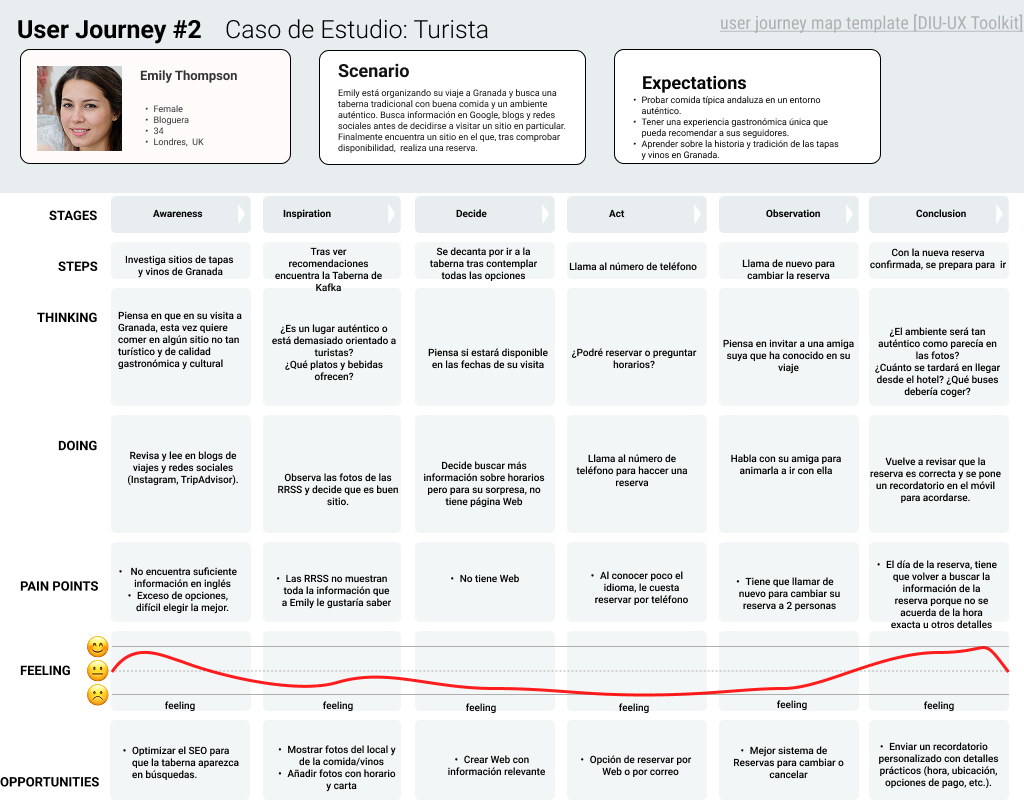 User Journey #2 Caso de Estudio: Turista
user journey map template [DIU-UX Toolkit]
Emily Thompson
• Female
• Bloguera
• 34
• Londres, UK
Scenario
Emily está organizando su viaje a Granada y busca una
taberna tradicional con buena comida y un ambiente
auténtico. Busca información en Google, blogs y redes
sociales antes de decidirse a visitar un sitio en particular.
Finalmente encuentra un sitio en el que, tras comprobar
disponibilidad, realiza una reserva.
Expectations
• Probar comida típica andaluza en un entorno
auténtico.
• Tener una experiencia gastronómica única que
pueda recomendar a sus seguidores.
• Aprender sobre la historia y tradición de las tapas
y vinos en Granada.
STAGES
Awareness
Inspiration
Decide
Act
Observation
Conclusion
STEPS
Investiga sitios de tapas
y vinos de Granada
Tras ver
recomendaciones
encuentra la Taberna de
Kafka
Se decanta por ir a la
taberna tras contemplar
todas las opciones
Llama al número de teléfono
Llama de nuevo para
cambiar la reserva
Con la nueva reserva
confirmada, se prepara para ir
THINKING
Piensa en que en su visita a
Granada, esta vez quiere
comer en algún sitio no tan
turístico y de calidad
gastronómica y cultural
¿Es un lugar auténtico o
está demasiado orientado a
turistas?
¿Qué platos y bebidas
ofrecen?
Piensa si estará disponible
en las fechas de su visita
¿Podré reservar o preguntar
horarios?
Piensa en invitar a una amiga
suya que ha conocido en su
viaje
¿El ambiente será tan
auténtico como parecía en
las fotos?
¿Cuánto se tardará en llegar
desde el hotel? ¿Qué buses
debería coger?
DOING
Revisa y lee en blogs de
viajes y redes sociales
(Instagram, TripAdvisor).
Observa las fotos de las
RRSS y decide que es buen
sitio.
Decide buscar más
información sobre horarios
pero para su sorpresa, no
tiene página Web
Llama al número de
teléfono para haccer una
reserva
Habla con su amiga para
animarla a ir con ella
Vuelve a revisar que la
reserva es correcta y se pone
un recordatorio en el móvil
para acordarse.
PAIN POINTS
• No encuentra suficiente
información en inglés
• Exceso de opciones,
difícil elegir la mejor.
• Las RRSS no muestran
toda la información que
a Emily le gustaría saber
• No tiene Web
• Al conocer poco el
idioma, le cuesta
reservar por teléfono
• Tiene que llamar de
nuevo para cambiar su
reserva a 2 personas
• El día de la reserva, tiene
que volver a buscar la
información de la
reserva porque no se
acuerda de la hora
exacta u otros detalles
FEELING
feeling
feeling
feeling
feeling
feeling
feeling
OPPORTUNITIES
• Optimizar el SEO para
que la taberna aparezca
en búsquedas.
• Mostrar fotos del local y
de la comida/vinos
• Añadir fotos con horario
y carta
• Crear Web con
información relevante
• Opción de reservar por
Web o por correo
• Mejor sistema de
Reservas para cambiar o
cancelar
• Enviar un recordatorio
personalizado con detalles
prácticos (hora, ubicación,
opciones de pago, etc.).